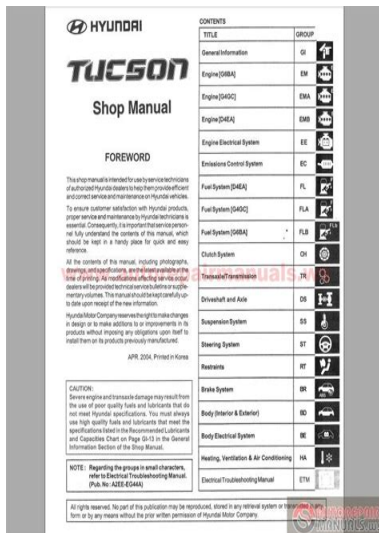 HYUNDAI
TUCSON
Shop Manual
FOREWORD
This shop manual is intended for use by service technicians
of authorized Hyundai dealers to help them provide efficient
and correct service and maintenance on Hyundai vehicles.
To ensure customer satisfaction with Hyundai products,
proper service and maintenance by Hyundai technicians is
essential. Consequently, it is important that service person-
nel fully understand the contents of this manual, which
should be kept in a handy place for quick and easy
reference.
All the contents of this manual, including photographs,
drawings, and specifications, are the latest available at the
time of printing. As modifications affecting service occur,
dealers will be provided technical service bulletins or supple-
mentary volumes. This manual should be kept carefully up-
to date upon receipt of the new information.
Hyundai Motor Company reserves the right to make changes
in design or to make additions to or improvements in its
products without imposing any obligations upon itself to
install them on its products previously manufactured.
APR. 2004, Printed in Korea
CAUTION:
Severe engine and transaxle damage may result from
the use of poor quality fuels and lubricants that do
not meet Hyundai specifications. You must always
use high quality fuels and lubricants that meet the
specifications listed in the Recommended Lubricants
and Capacities Chart on Page GI-13 in the General
Information Section of the Shop Manual.
NOTE : Regarding the groups in small characters,
refer to Electrical Troubleshooting Manual.
(Pub. No : A2EE-EG44A)
CONTENTS
TITLE GROUP
General Information GI
Engine [G6BA] EM
Engine [G4GC] EMA
Engine [D4EA] EMB
Engine Electrical System EE
Emissions Control System EC
Fuel System [D4EA] FL
Fuel System [G4GC] FLA
Fuel System [G6BA] FLB
Clutch System CH
Transaxle/Transmission TR
Driveshaft and Axle DS
Suspension System SS
Steering System ST
Restraints RT
Brake System BR
Body (Interior & Exterior) BD
Body Electrical System BE
Heating, Ventilation & Air Conditioning HA
Electrical Troubleshooting Manual ETM
All rights reserved. No part of this publication may be reproduced, stored in any retrieval system or
form or by any means without the prior written permission of Hyundai Motor Company.